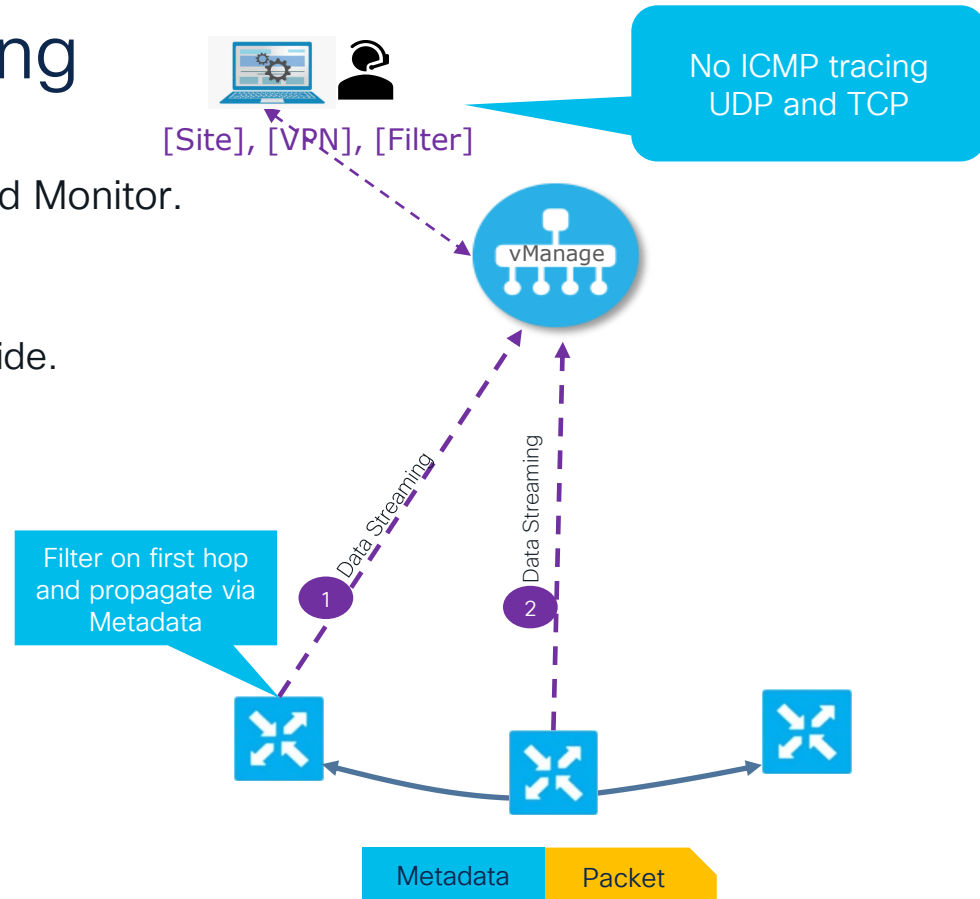 ng
No ICMP tracing
UDP and TCP
[Site], [VPN], [Filter]
d Monitor.
vManage
ide.
Data Streaming
Data Streaming
Filter on first hop
and propagate via
Metadata
1
2
Metadata
Packet